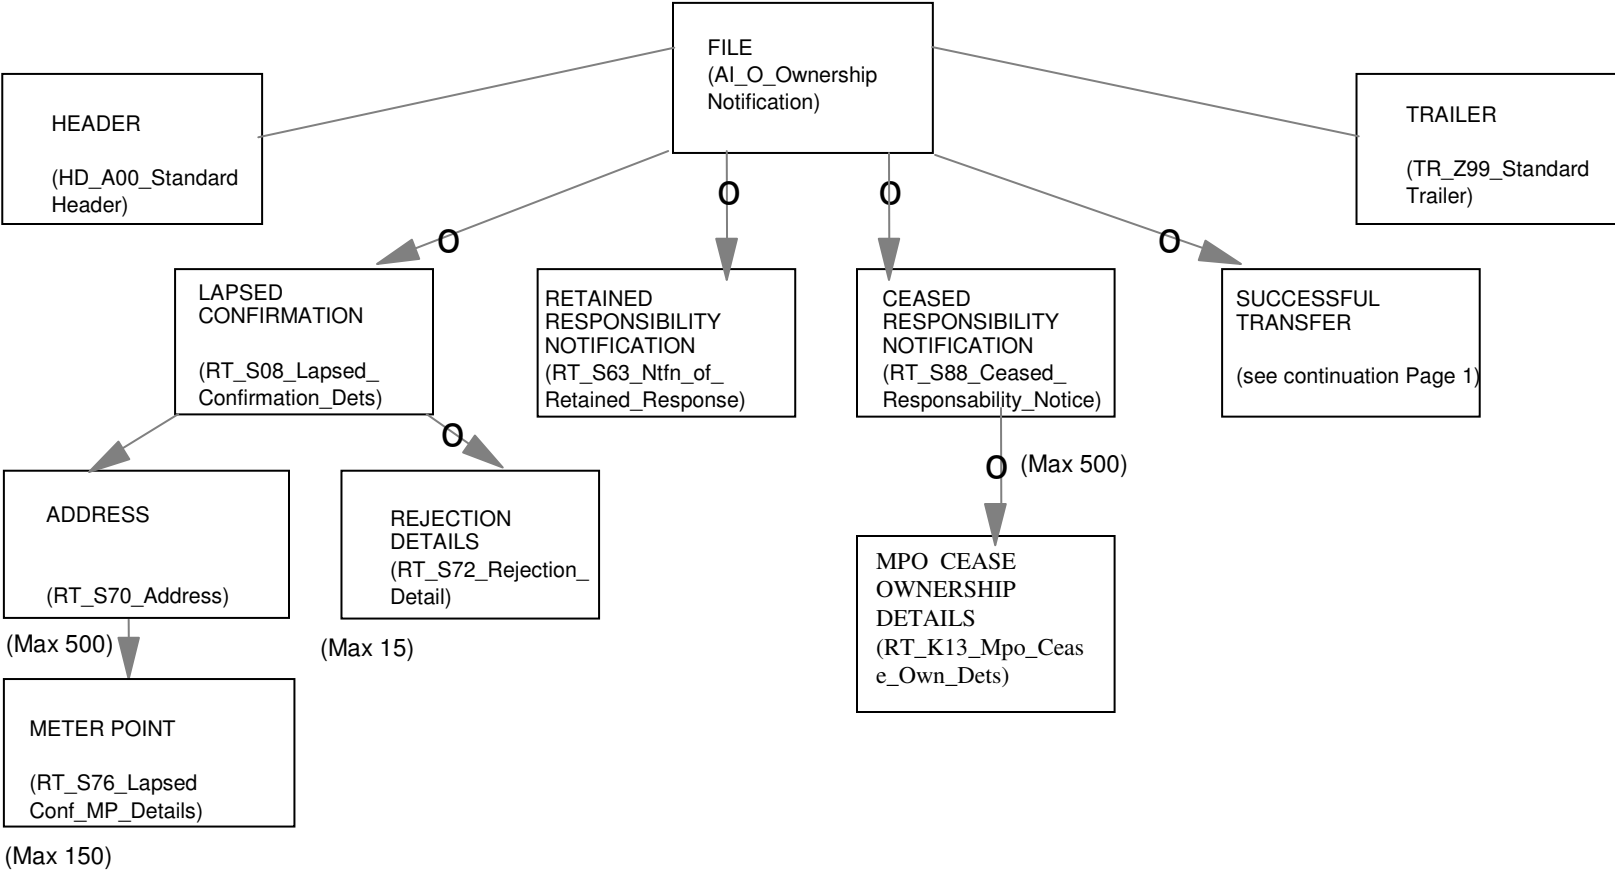 FILE
(AI_O_Ownership
Notification)
HEADER
(HD_A00_Standard
Header)
TRAILER
(TR_Z99_Standard
Trailer)
O
O
O
O
LAPSED
CONFIRMATION
(RT_S08_Lapsed_
Confirmation_Dets)
RETAINED
RESPONSIBILITY
NOTIFICATION
(RT_S63_Ntfn_of_
Retained_Response)
CEASED
RESPONSIBILITY
NOTIFICATION
(RT_S88_Ceased_
Responsability_Notice)
SUCCESSFUL
TRANSFER
(see continuation Page 1)
O
O
(Max 500)
ADDRESS
(RT_S70_Address)
(Max 500)
REJECTION
DETAILS
(RT_S72_Rejection_
Detail)
(Max 15)
MPO CEASE
OWNERSHIP
DETAILS
(RT_K13_Mpo_Ceas
e_Own_Dets)
METER POINT
(RT_S76_Lapsed
Conf_MP_Details)
(Max 150)